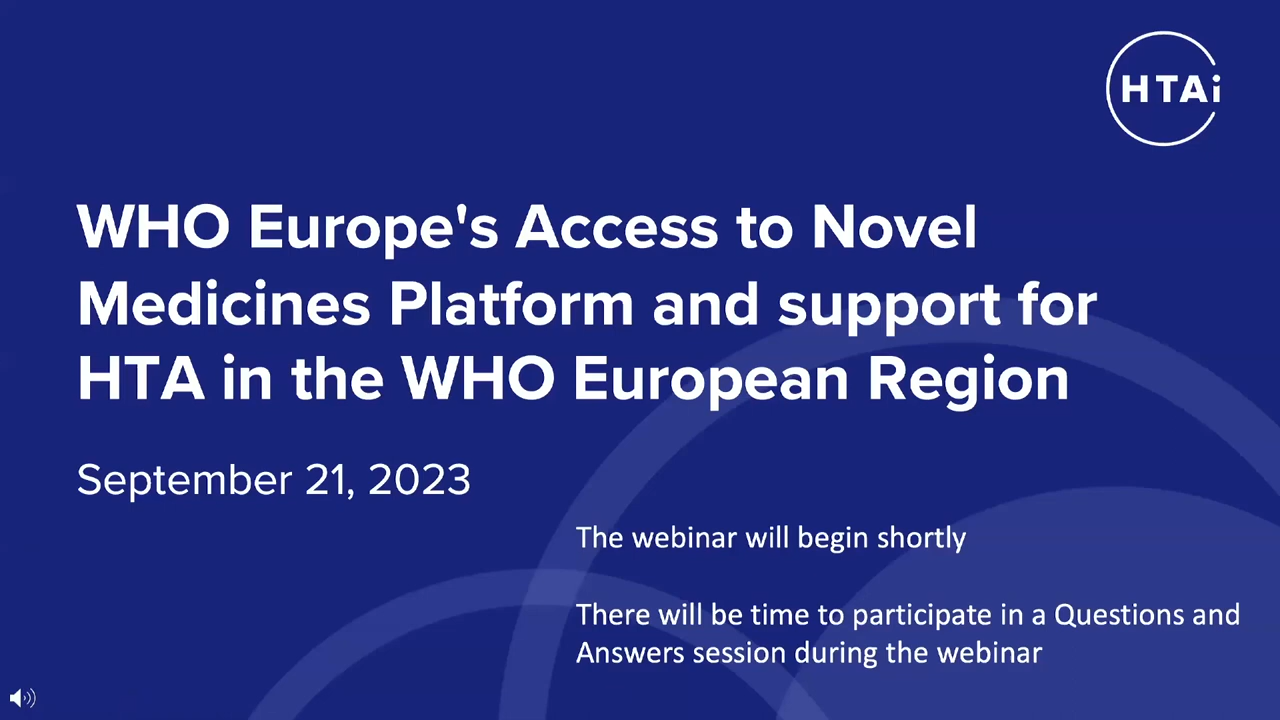 HTAi
WHO Europe's Access to Novel
Medicines Platform and support for
HTA in the WHO European Region
September 21, 2023
The webinar will begin shortly
There will be time to participate in a Questions and
Answers session during the webinar